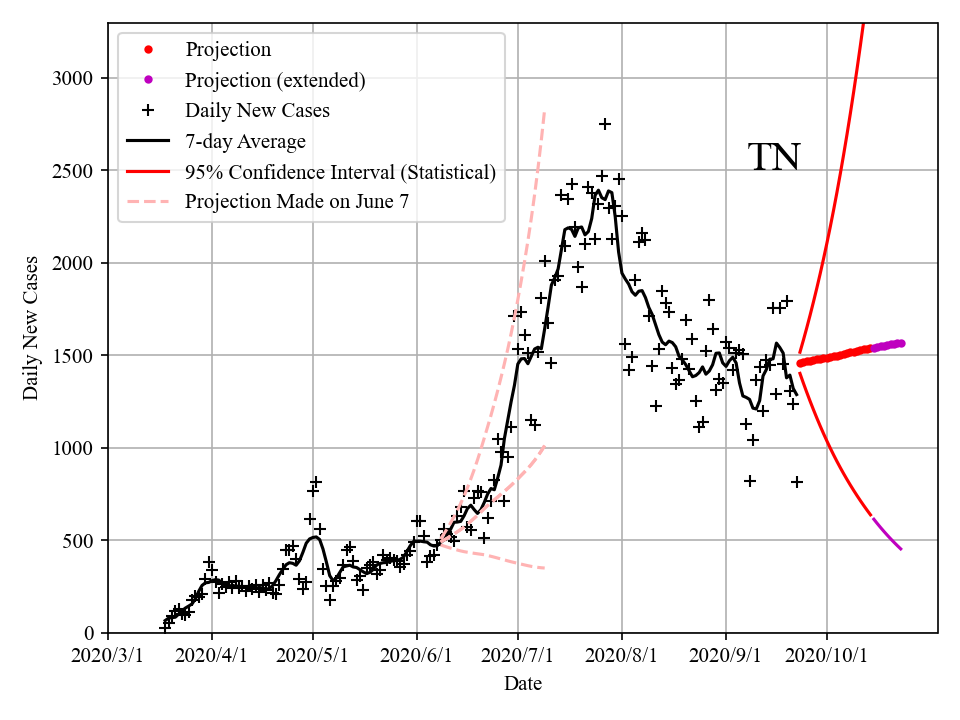 Projection
Projection (extended)
Daily New Cases
7-day Average
95% Confidence Interval (Statistical)
Projection Made on June 7
TN
3000
2500
2000
1500
1000
500
0
Daily New Cases
2020/3/1 2020/4/1 2020/5/1 2020/6/1 2020/7/1 2020/8/1 2020/9/1 2020/10/1
Date